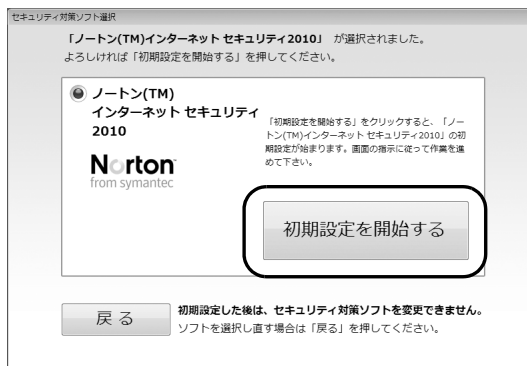 セキュリティ対策ソフト選択
「ノートン(TM)インターネット セキュリティ2010」 が選択されました。
よろしければ「初期設定を開始する」を押してください。
ノートン(TM)
インターネット セキュリティ
2010
Norton
from symantec
「初期設定を開始する」をクリックすると、「ノー
トン(TM)インターネット セキュリティ2010」の初
期設定が始まります。画面の指示に従って作業を進
めて下さい。
初期設定を開始する
戻 る
初期設定した後は、セキュリティ対策ソフトを変更できません。
ソフトを選択し直す場合は「戻る」を押してください。